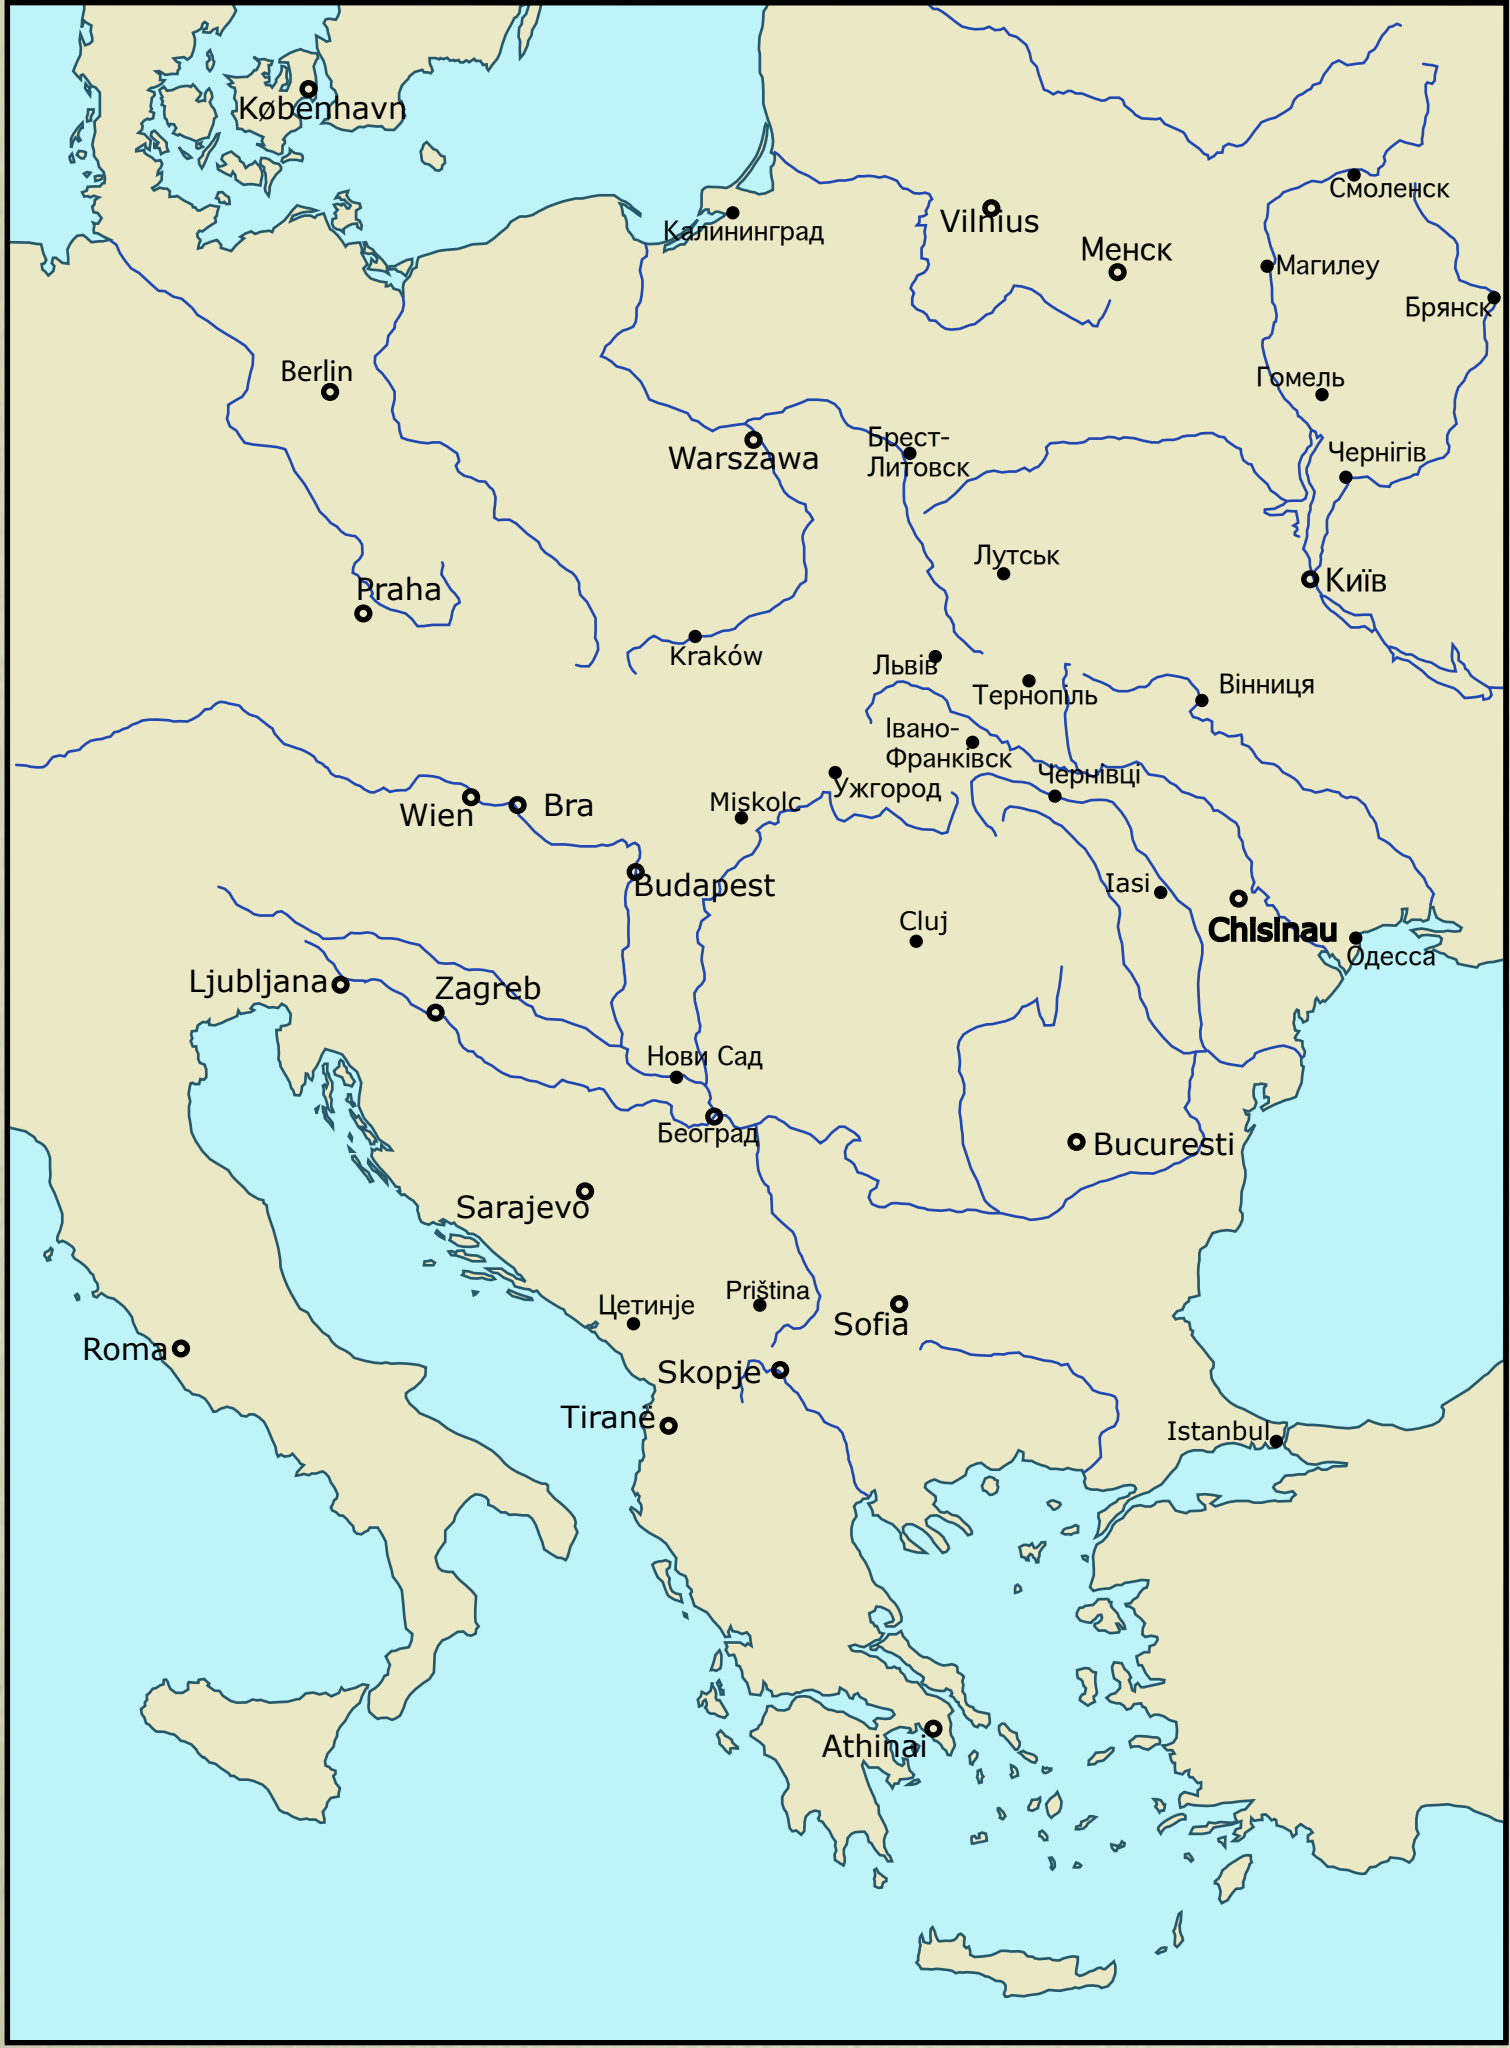 København
Смоленск
Vilnius
Калининград
Менск
Магилеу
Брянск
Berlin
Гомель
Warszawa
Брест-
Литовск
Чернігів
Лутськ
Київ
Praha
Kraków
Львів
Тернопіль
Вінниця
Івано-
Франківск
Чернівці
Ужгород
Miskolc
Wien
Bra
Budapest
Iasi
Cluj
Chisinau
Одесса
Ljubljana
Zagreb
Нови Сад
Београд
Bucuresti
Sarajevo
Priština
Цетинје
Sofia
Roma
Skopje
Tiranë
Istanbul
Athinai